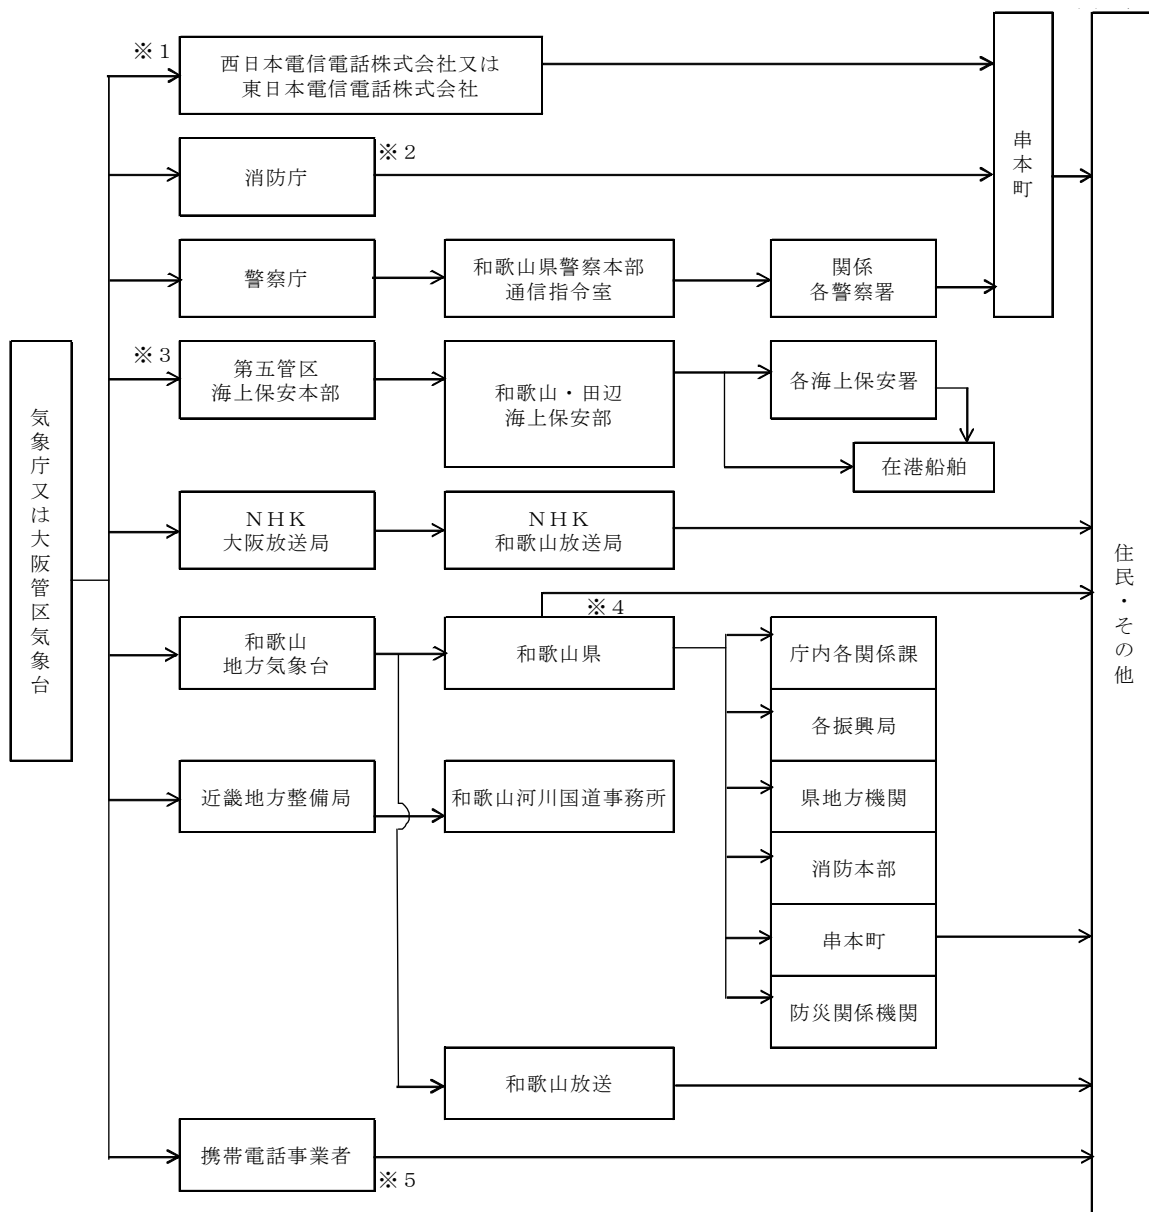 ※１
西日本電信電話株式会社又は
東日本電信電話株式会社
串本町
消防庁
※２
警察庁
和歌山県警察本部
通信指令室
関係
各警察署
※３
第五管区
海上保安本部
和歌山・田辺
海上保安部
各海上保安署
在港船舶
気象庁又は大阪管区気象台
ＮＨＫ
大阪放送局
ＮＨＫ
和歌山放送局
住民・その他
※４
和歌山
地方気象台
和歌山県
庁内各関係課
各振興局
近畿地方整備局
和歌山河川国道事務所
県地方機関
消防本部
串本町
防災関係機関
和歌山放送
携帯電話事業者
※５